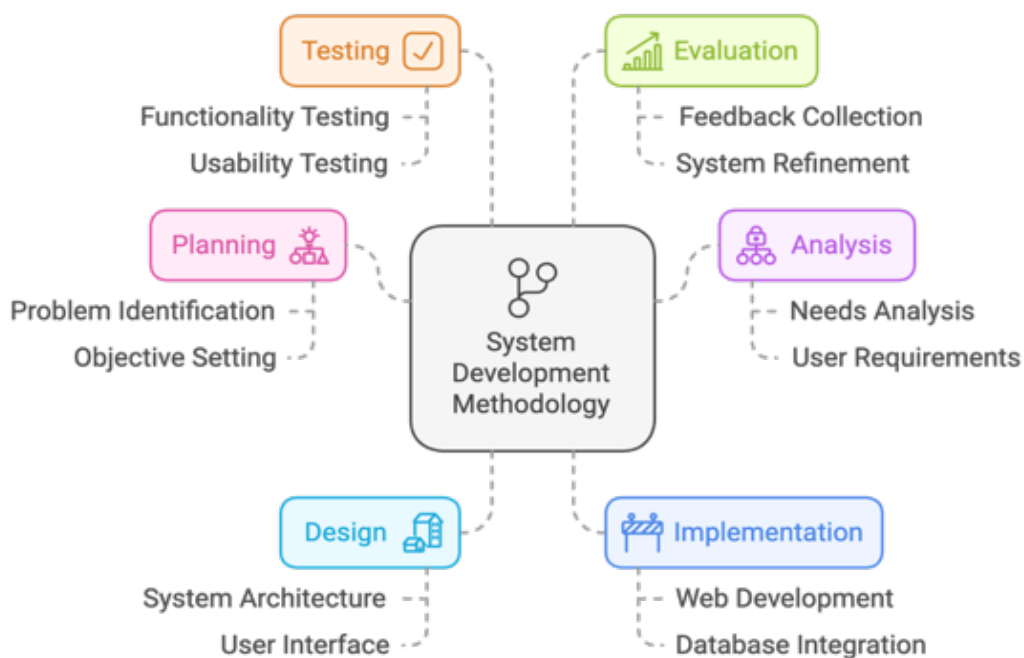 Testing
Functionality Testing
Usability Testing
Evaluation
Feedback Collection
System Refinement
Planning
Problem Identification
Objective Setting
System
Development
Methodology
Analysis
Needs Analysis
User Requirements
Design
System Architecture
User Interface
Implementation
Web Development
Database Integration